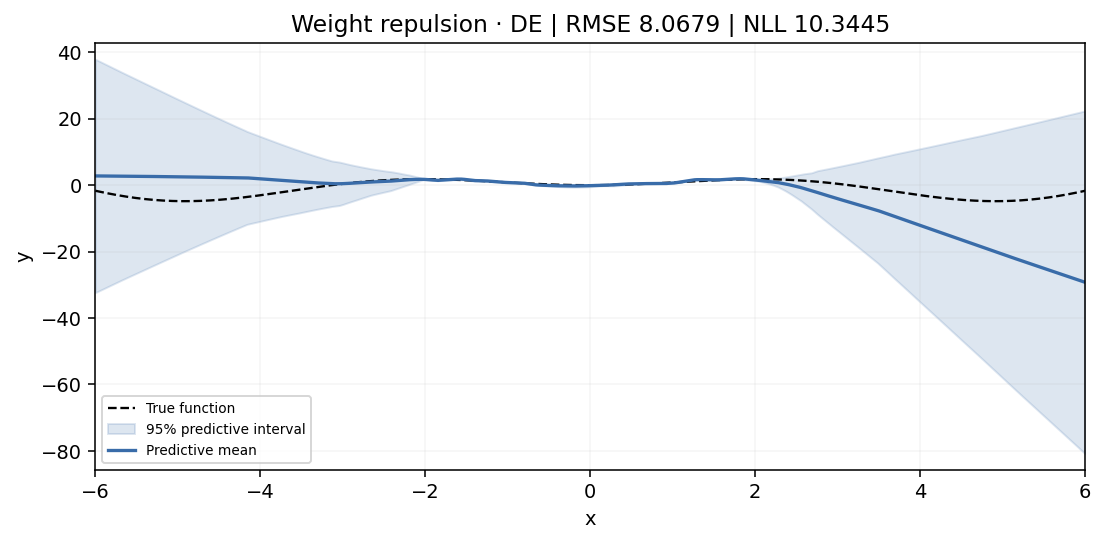 Weight repulsion · DE | RMSE 8.0679 | NLL 10.3445
40
20
0
−20
−40
−60
−80
y
True function
95% predictive interval
Predictive mean
−6
−4
−2
0
2
4
6
x